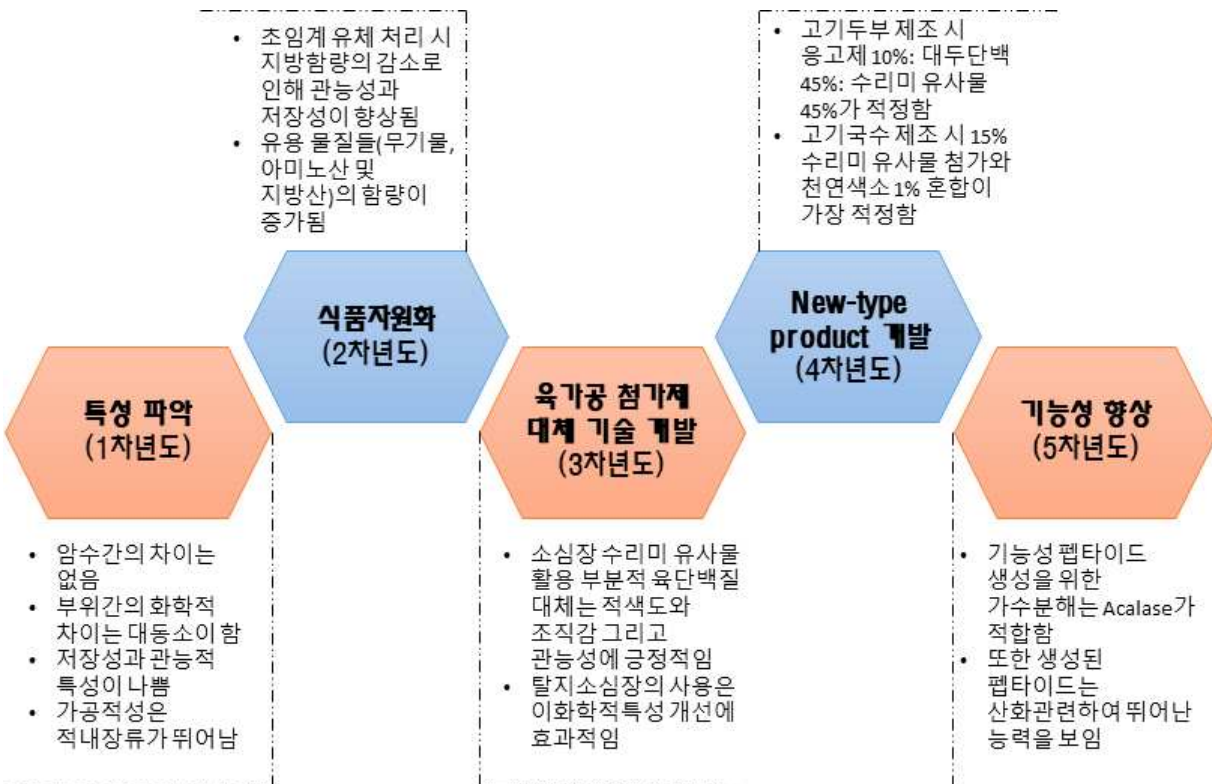 • 초임계 유체 처리 시
지방함량의 감소로
인해 관능성과
저장성이 향상됨
• 유용 물질들(무기물,
아미노산 및
지방산)의 함량이
증가됨
• 고기두부 제조 시
응고제 10%: 대두단백
45%: 수리미 유사물
45%가 적정함
• 고기국수 제조 시 15%
수리미 유사물 첨가와
천연색소 1% 혼합이
가장 적정함
특성 파악
(1차년도)
식품자원화
(2차년도)
육가공 첨가제
대체 기술 개발
(3차년도)
New-type
product 개발
(4차년도)
기능성 향상
(5차년도)
• 암수간의 차이는
없음
• 부위간의 화학적
차이는 대동소이 함
• 저장성과 관능적
특성이 나쁨
• 가공적성은
적내장류가 뛰어남
• 소심장 수리미 유사물
활용 부분적 육단백질
대체는 적색도와
조직감 그리고
관능성에 긍정적임
• 탈지소심장의 사용은
이화학적특성 개선에
효과적임
• 기능성 펩타이드
생성을 위한
가수분해는 Acalase가
적합함
• 또한 생성된
펩타이드는
산화관련하여 뛰어난
능력을 보임